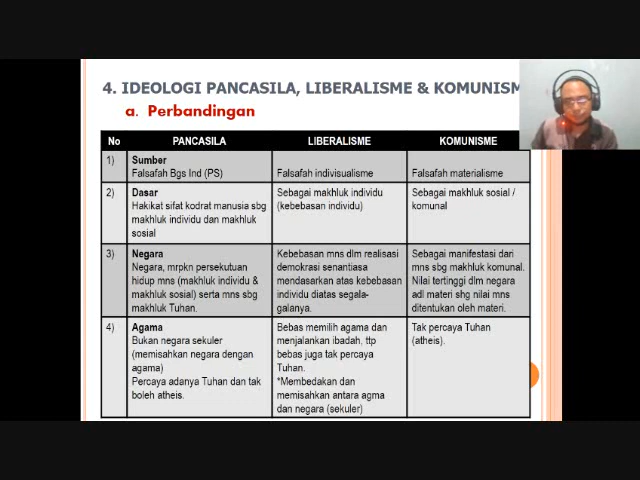 4. IDEOLOGI PANCASILA, LIBERALISME & KOMUNISM
a. Perbandingan
No PANCASILA LIBERALISME KOMUNISME
1) Sumber
Falsafah Bgs Ind (PS) Falsafah indivisualisme Falsafah materialisme
2) Dasar Sebagai makhluk individu Sebagai makhluk sosial /
Hakikat sifat kodrat manusia sbg (kebebasan individu) komunal
makhluk individu dan makhluk
sosial
3) Negara Kebebasan mns dlm realisasi Sebagai manifestasi dari
Negara, mrpkn persekutuan demokrasi senantiasa mns sbg makhluk komunal.
hidup mns (makhluk individu & mendasarkan atas kebebasan Nilai tertinggi dlm negara
makhluk sosial) serta mns sbg individu diatas segala- adl materi shg nilai mns
makhluk Tuhan. galanya. ditentukan oleh materi.
4) Agama Bebas memilih agama dan Tak percaya Tuhan
Bukan negara sekuler menjalankan ibadah, ttp (atheis).
(memisahkan negara dengan bebas juga tak percaya
agama) Tuhan.
Percaya adanya Tuhan dan tak *Membedakan dan
boleh atheis. memisahkan antara agma
dan negara (sekuler)